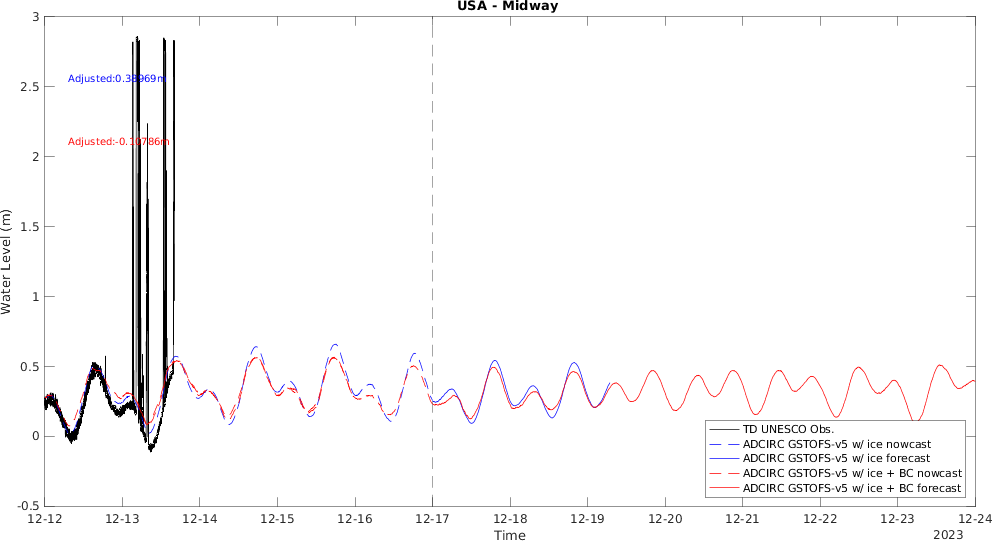 USA - Midway
3
2.5
2
1.5
1
0.5
0
-0.5
Water Level (m)
Adjusted:0.38969m
Adjusted:-0.10786m
TD UNESCO Obs.
ADCIRC GSTOFS-v5 w/ ice nowcast
ADCIRC GSTOFS-v5 w/ ice forecast
ADCIRC GSTOFS-v5 w/ ice + BC nowcast
ADCIRC GSTOFS-v5 w/ ice + BC forecast
12-12 12-13 12-14 12-15 12-16 12-17 12-18 12-19 12-20 12-21 12-22 12-23 12-24
Time
2023